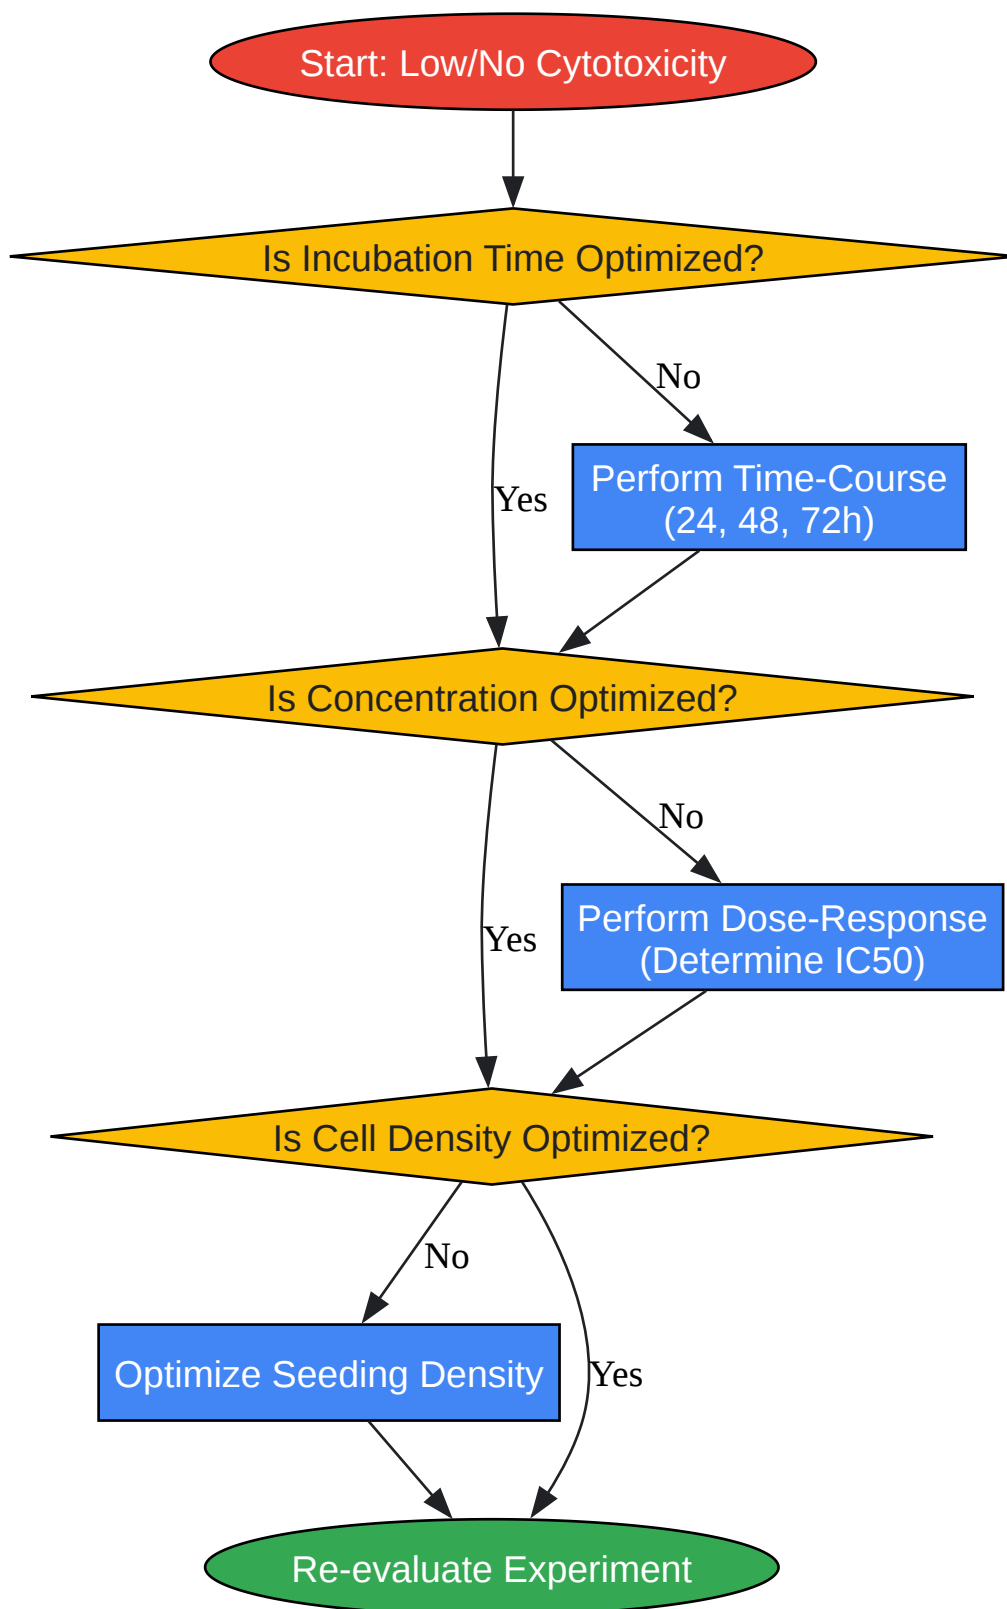 Start: Low/No Cytotoxicity
Is Incubation Time Optimized?
No
Perform Time-Course
(24, 48, 72h)
Yes
Is Concentration Optimized?
No
Perform Dose-Response
(Determine IC50)
Yes
Is Cell Density Optimized?
No
Optimize Seeding Density
Yes
Re-evaluate Experiment